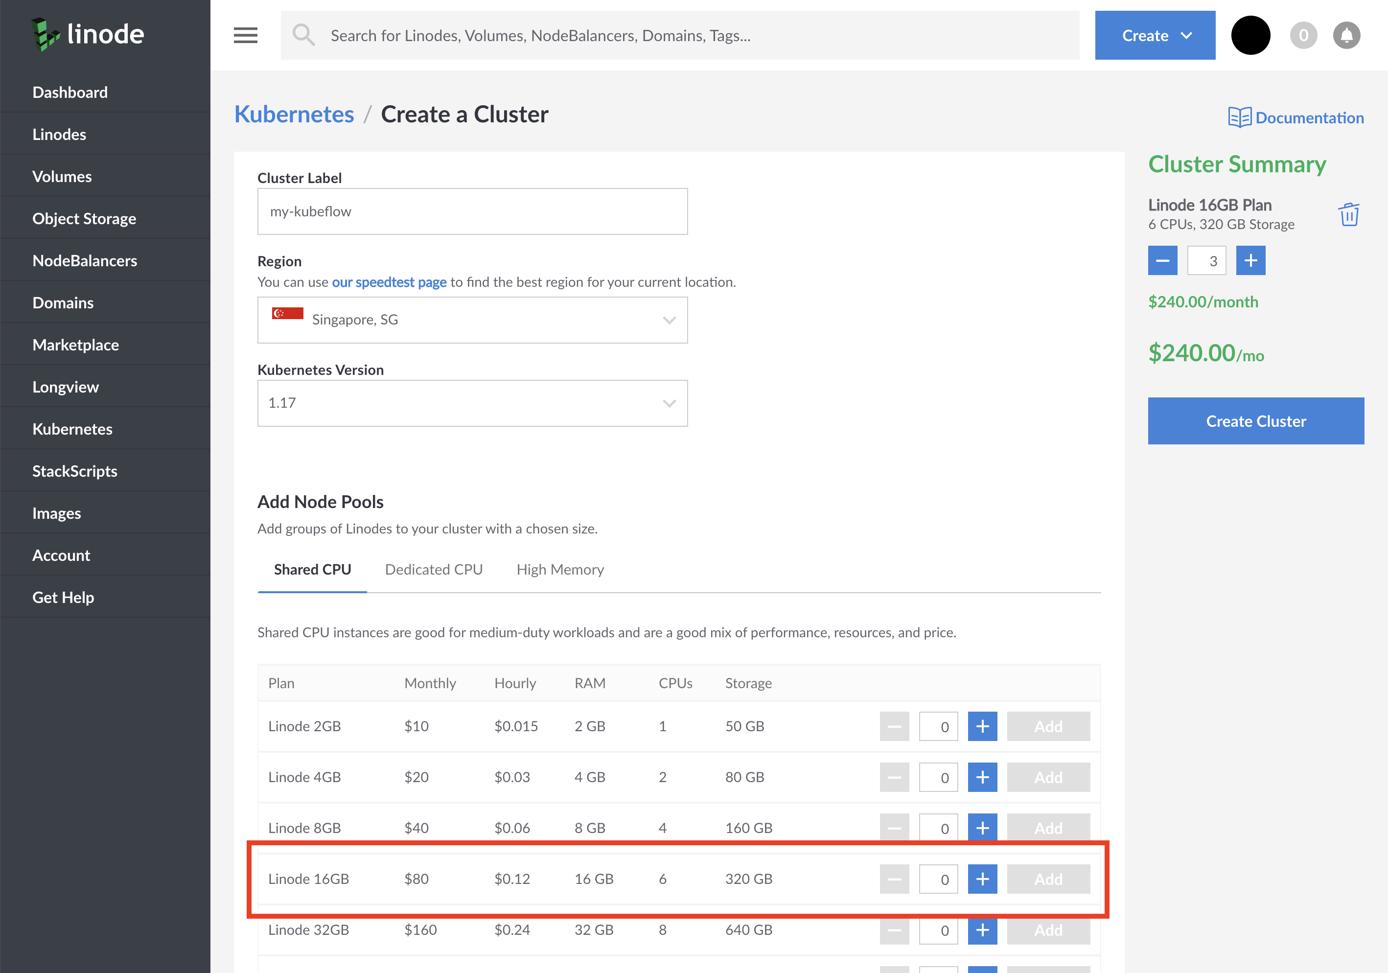 linode
Search for Linodes, Volumes, NodeBalancers, Domains, Tags...
Create
0
Dashboard
Linodes
Volumes
Object Storage
NodeBalancers
Domains
Marketplace
Longview
Kubernetes
StackScripts
Images
Account
Get Help
Kubernetes / Create a Cluster
Documentation
Cluster Label
my-kubeflow
Region
You can use our speedtest page to find the best region for your current location.
Singapore, SG
Kubernetes Version
1.17
Add Node Pools
Add groups of Linodes to your cluster with a chosen size.
Shared CPU Dedicated CPU High Memory
Shared CPU instances are good for medium-duty workloads and are a good mix of performance, resources, and price.
Plan Monthly Hourly RAM CPUs Storage
Linode 2GB $10 $0.015 2 GB 1 50 GB 0 Add
Linode 4GB $20 $0.03 4 GB 2 80 GB 0 Add
Linode 8GB $40 $0.06 8 GB 4 160 GB 0 Add
Linode 16GB $80 $0.12 16 GB 6 320 GB 0 Add
Linode 32GB $160 $0.24 32 GB 8 640 GB 0 Add
Cluster Summary
Linode 16GB Plan
6 CPUs, 320 GB Storage
3
$240.00/month
$240.00/mo
Create Cluster